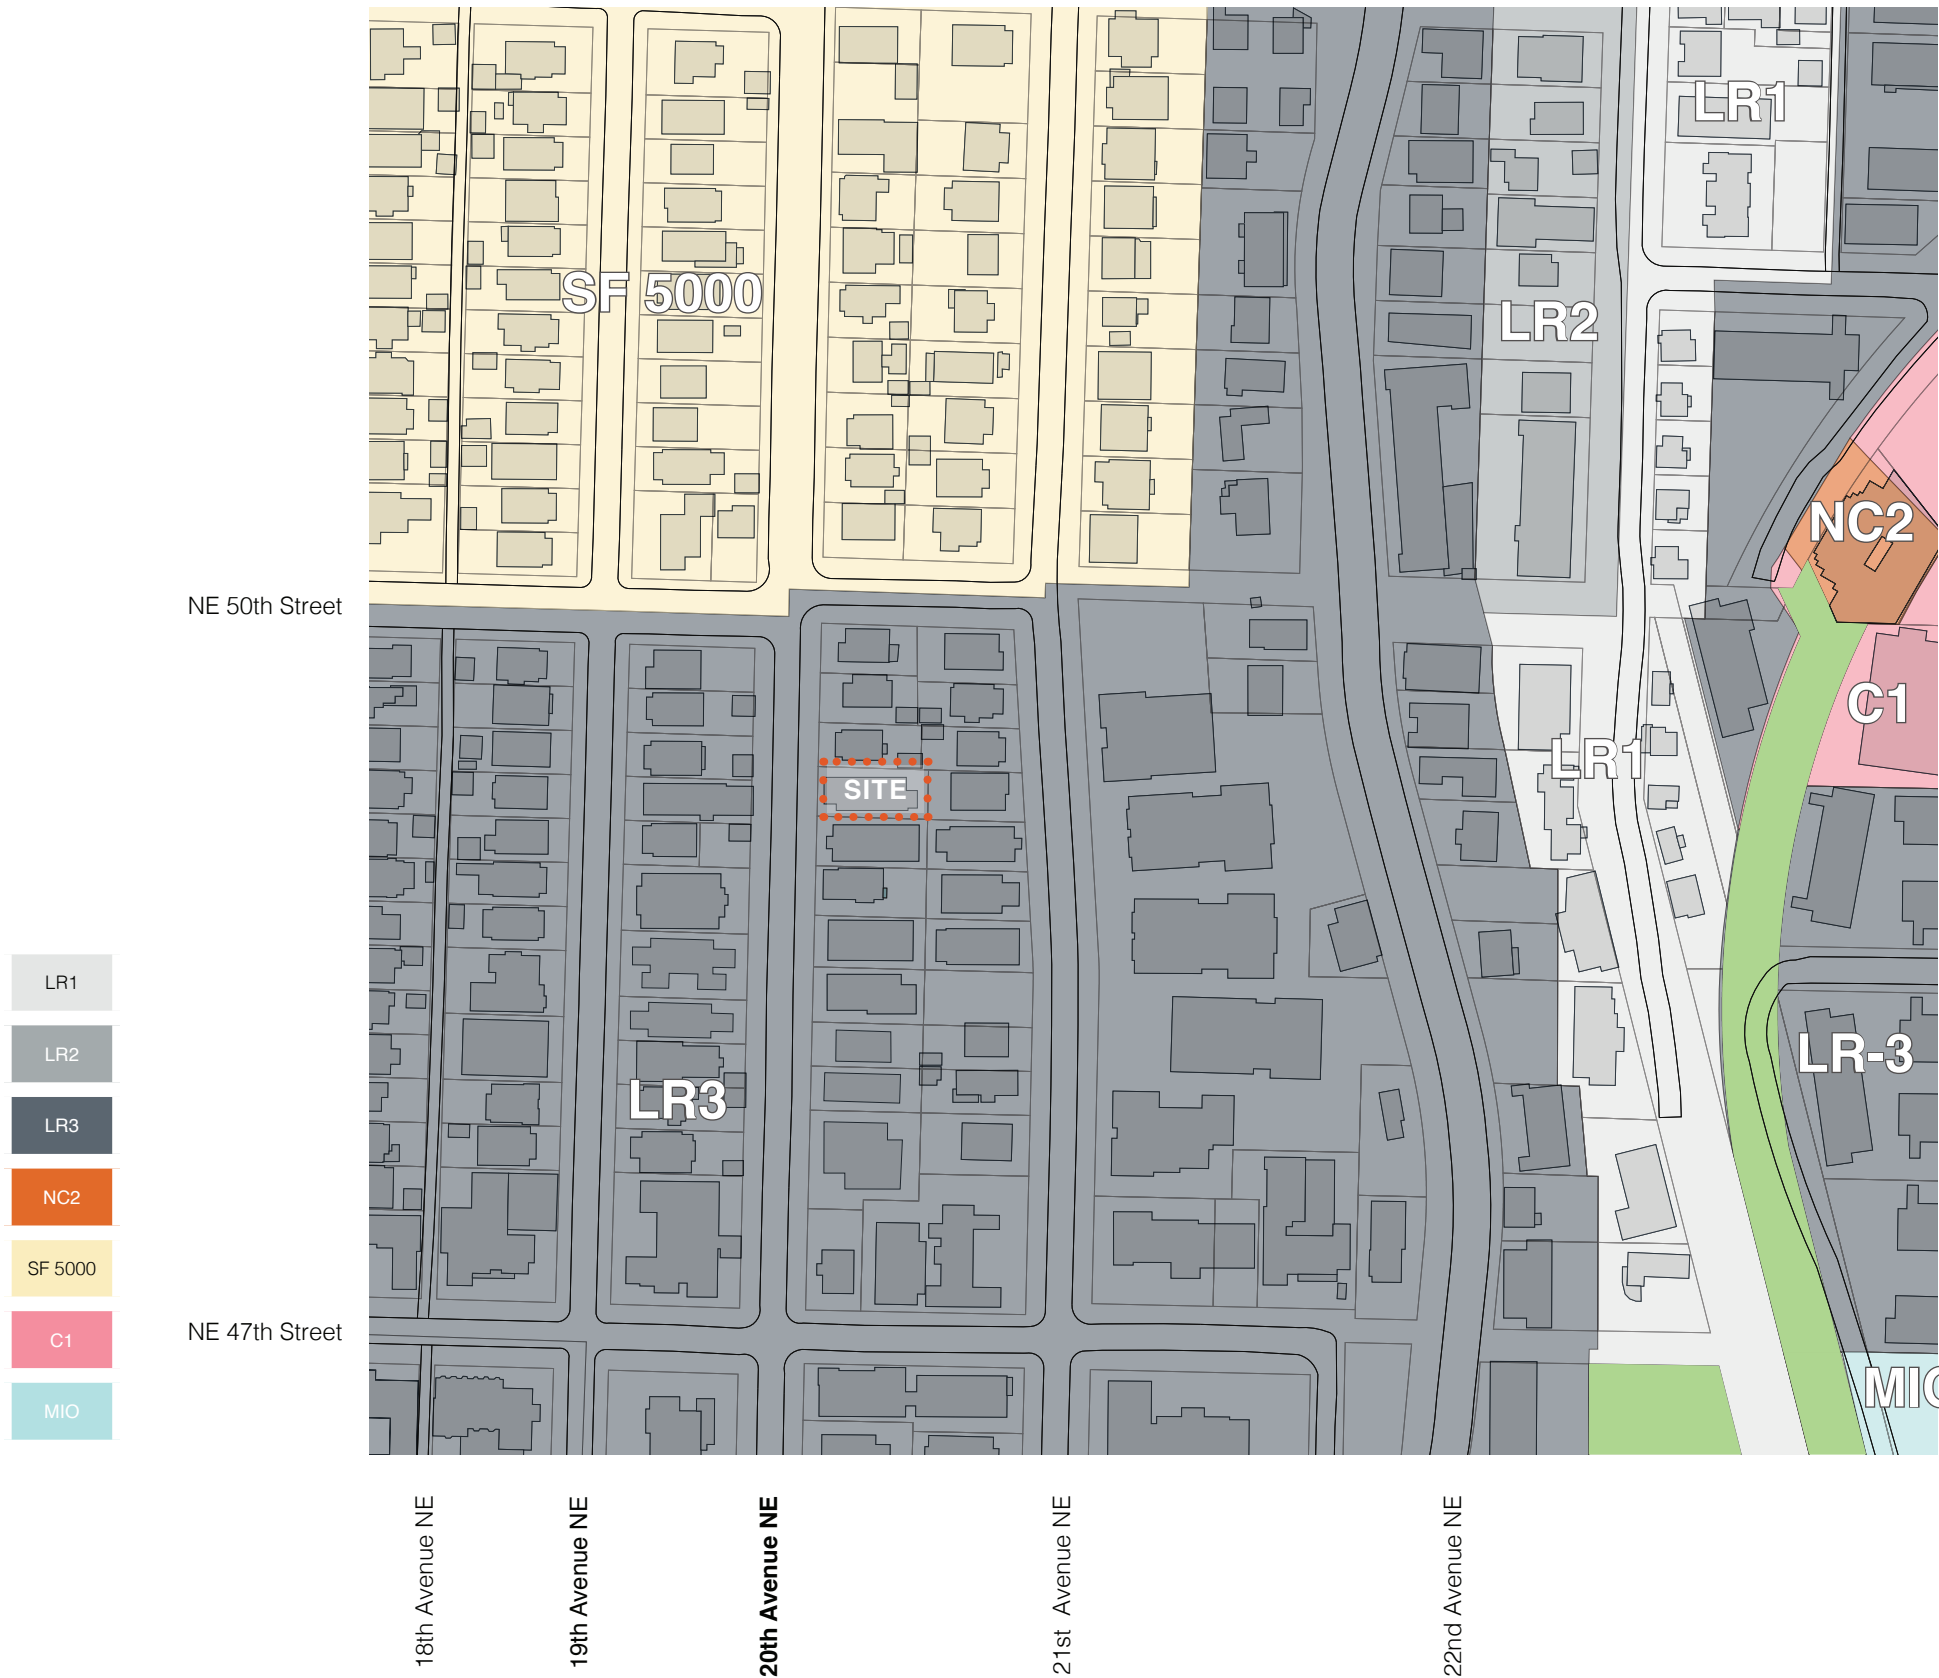 LR1
SF 5000
LR2
NC2
NE 50th Street
C1
LR1
SITE
LR1
LR2
LR-3
LR3
LR3
NC2
SF 5000
NE 47th Street
C1
MIO
MIO
18th Avenue NE
19th Avenue NE
20th Avenue NE
21st Avenue NE
22nd Avenue NE